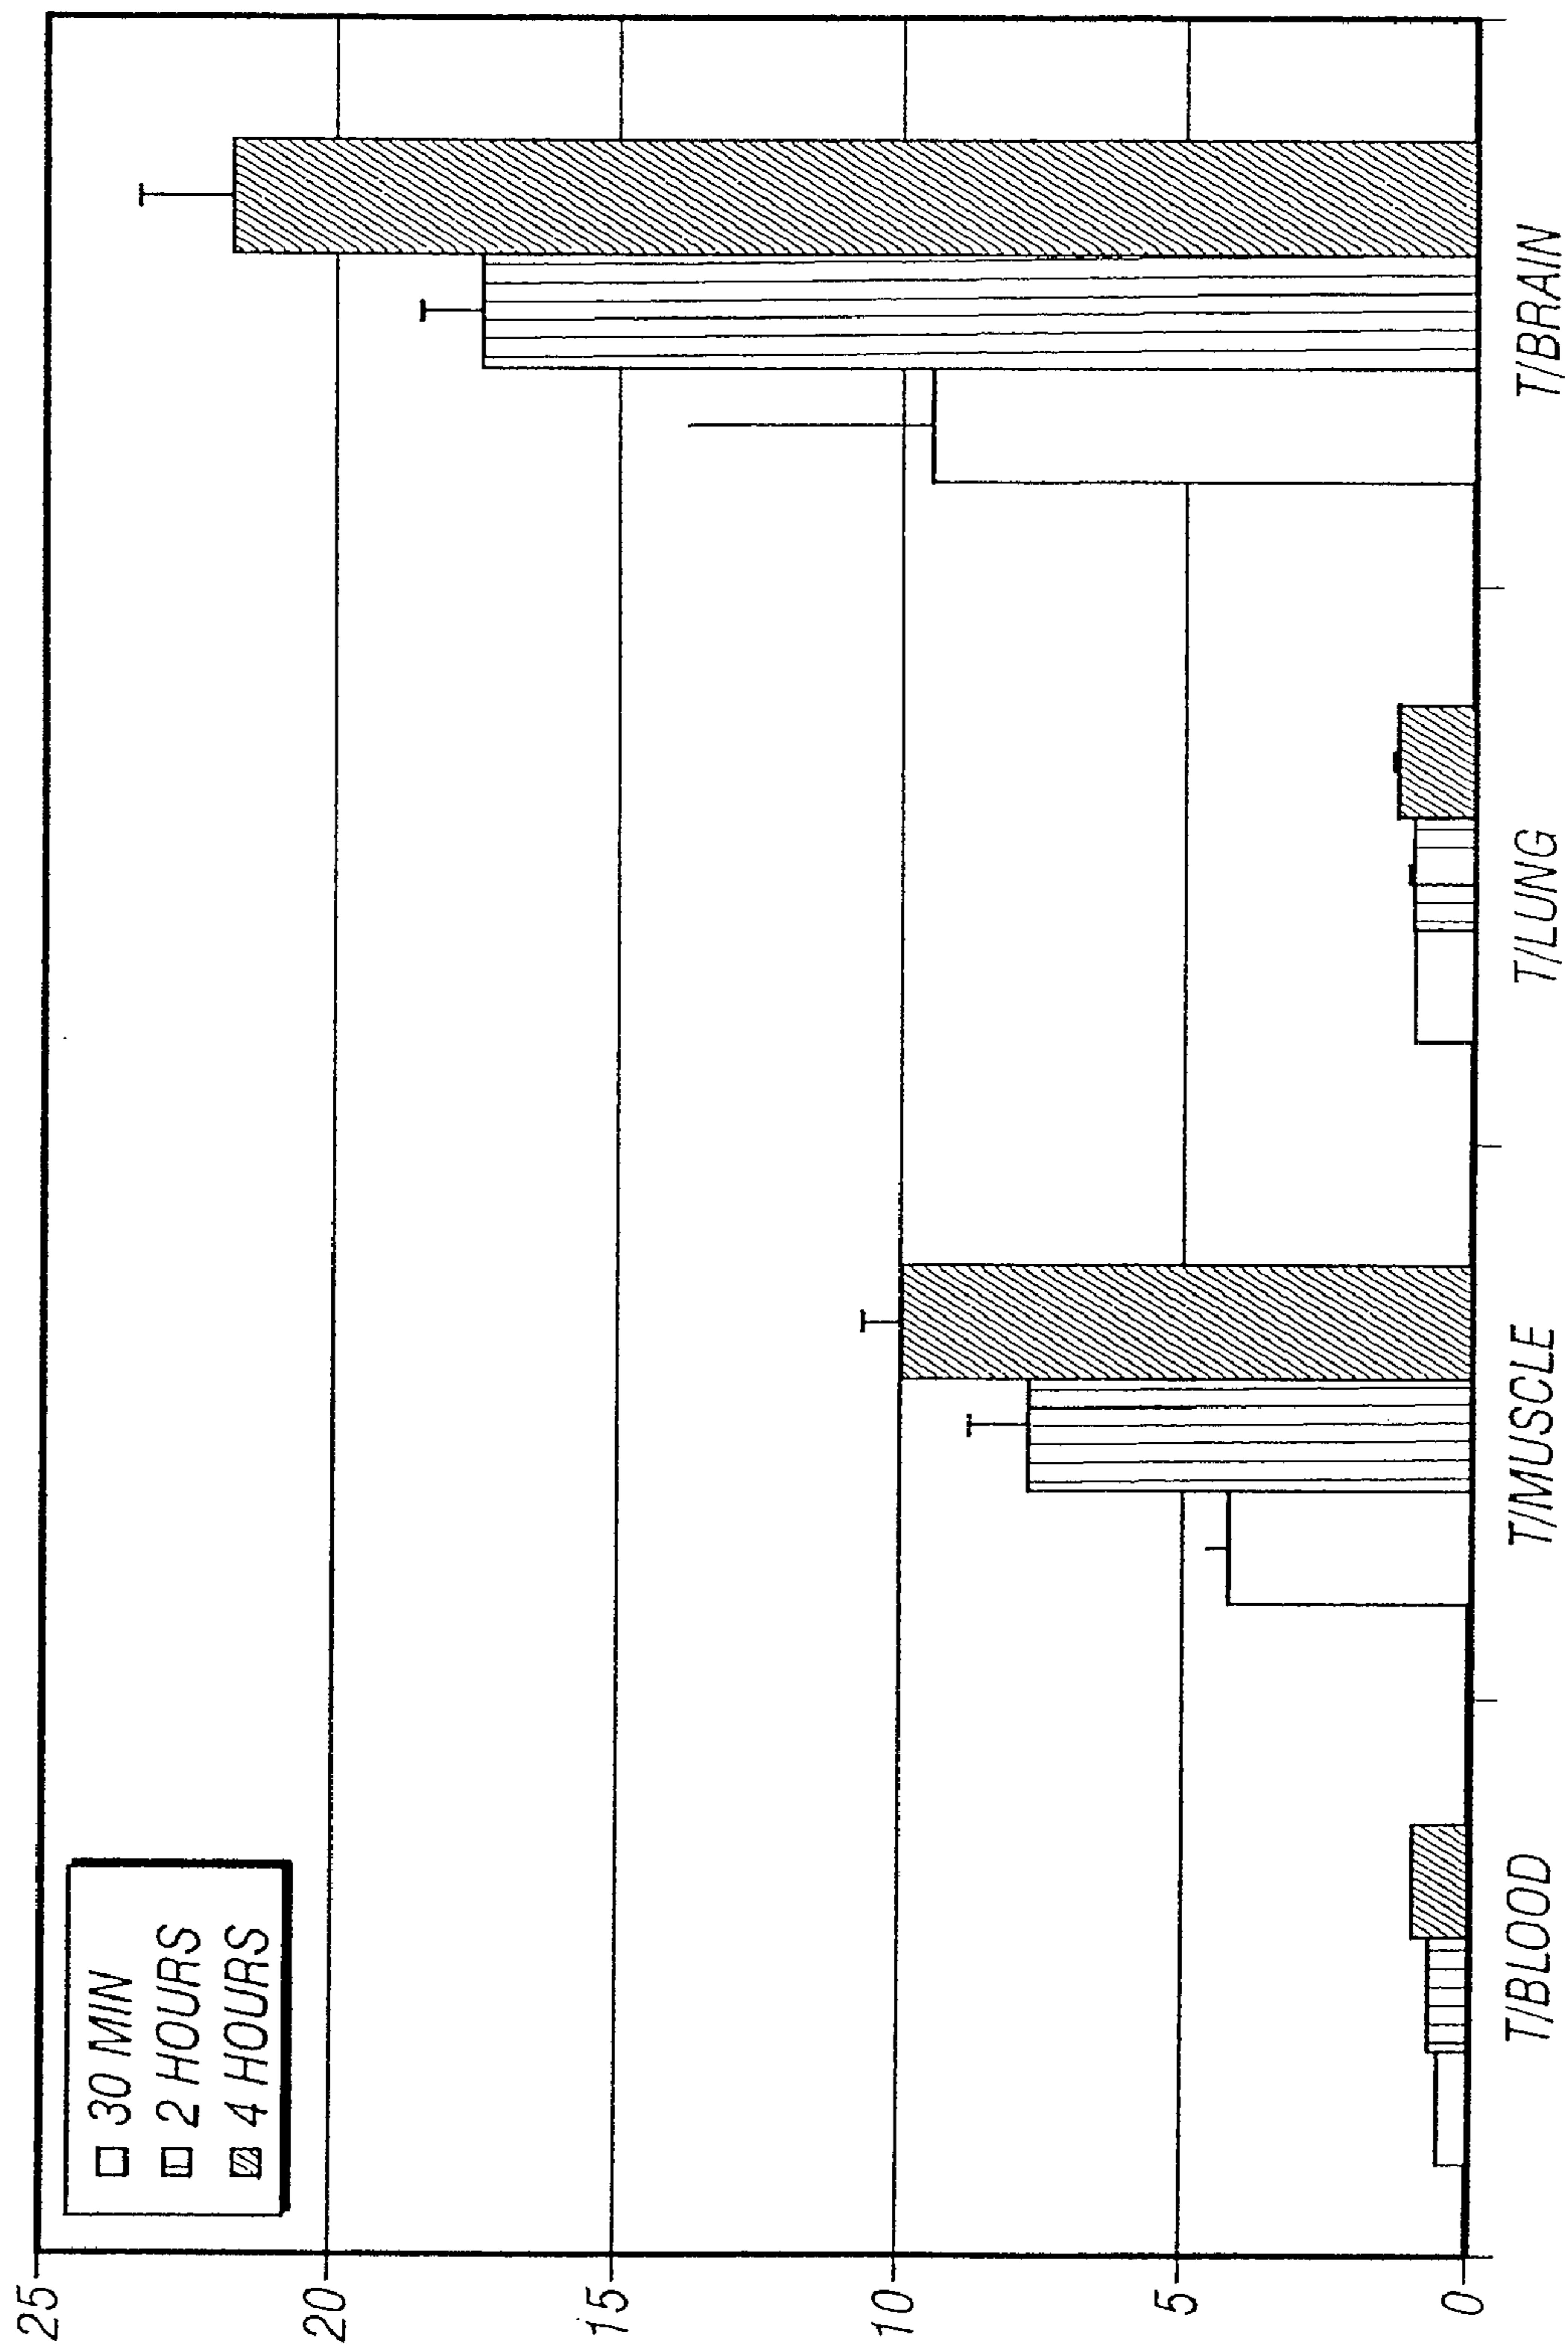 30 MIN
2 HOURS
4 HOURS
25
20
15
10
5
0
T/BLOOD
T/MUSCLE
T/LUNG
T/BRAIN